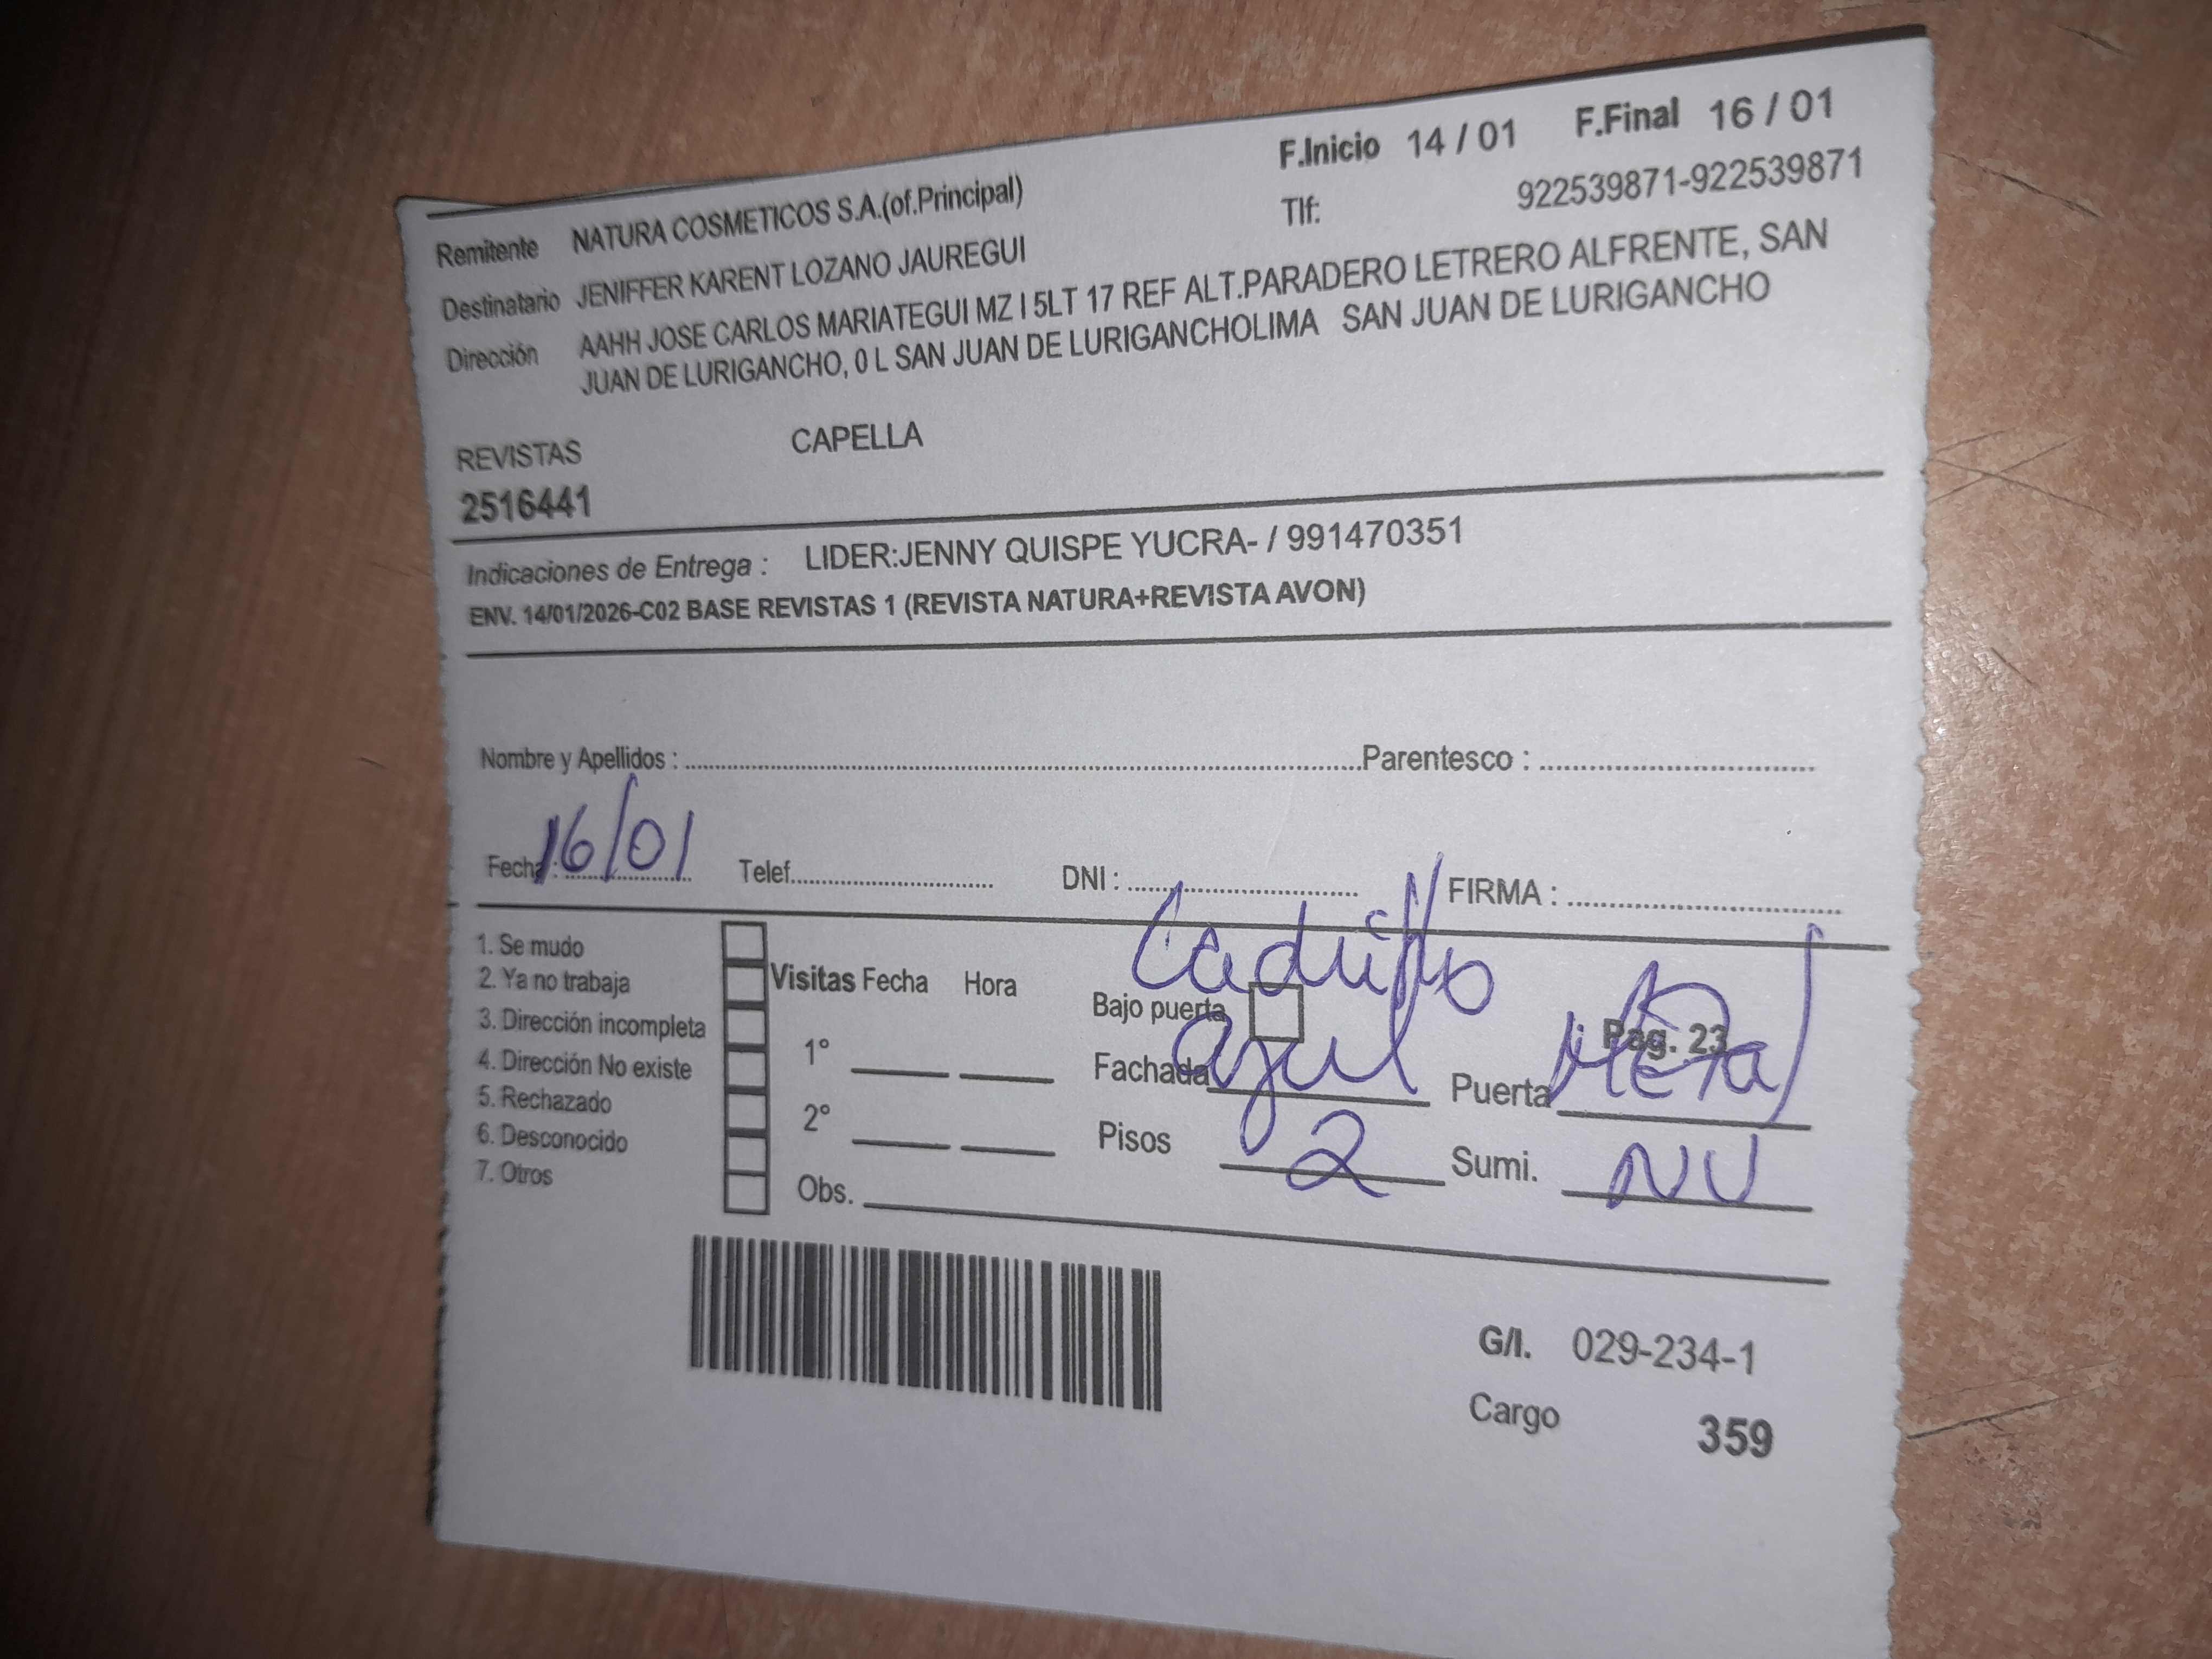 F.Inicio 14 / 01 F.Final 16 / 01
Remitente NATURA COSMETICOS S.A.(of.Principal) Tlf: 922539871-922539871
Destinatario JENIFFER KARENT LOZANO JAUREGUI
Dirección AAHH JOSE CARLOS MARIATEGUI MZ I 5LT 17 REF ALT.PARADERO LETRERO ALFRENTE, SAN
JUAN DE LURIGANCHO, 0 L SAN JUAN DE LURIGANCHOLIMA SAN JUAN DE LURIGANCHO
REVISTAS CAPELLA
2516441
Indicaciones de Entrega : LIDER:JENNY QUISPE YUCRA- / 991470351
ENV. 14/01/2026-C02 BASE REVISTAS 1 (REVISTA NATURA+REVISTA AVON)
Nombre y Apellidos : Parentesco :
Fecha : 16/01 Telef. DNI : FIRMA :
1. Se mudo
2. Ya no trabaja
3. Dirección incompleta
4. Dirección No existe
5. Rechazado
6. Desconocido
7. Otros
Visitas Fecha Hora
1°
2°
Obs.
Ladrillo
Bajo puerta Pag. 23
Fachada azul Puerta Metal
Pisos 2 Sumi. NV
G/I. 029-234-1
Cargo 359